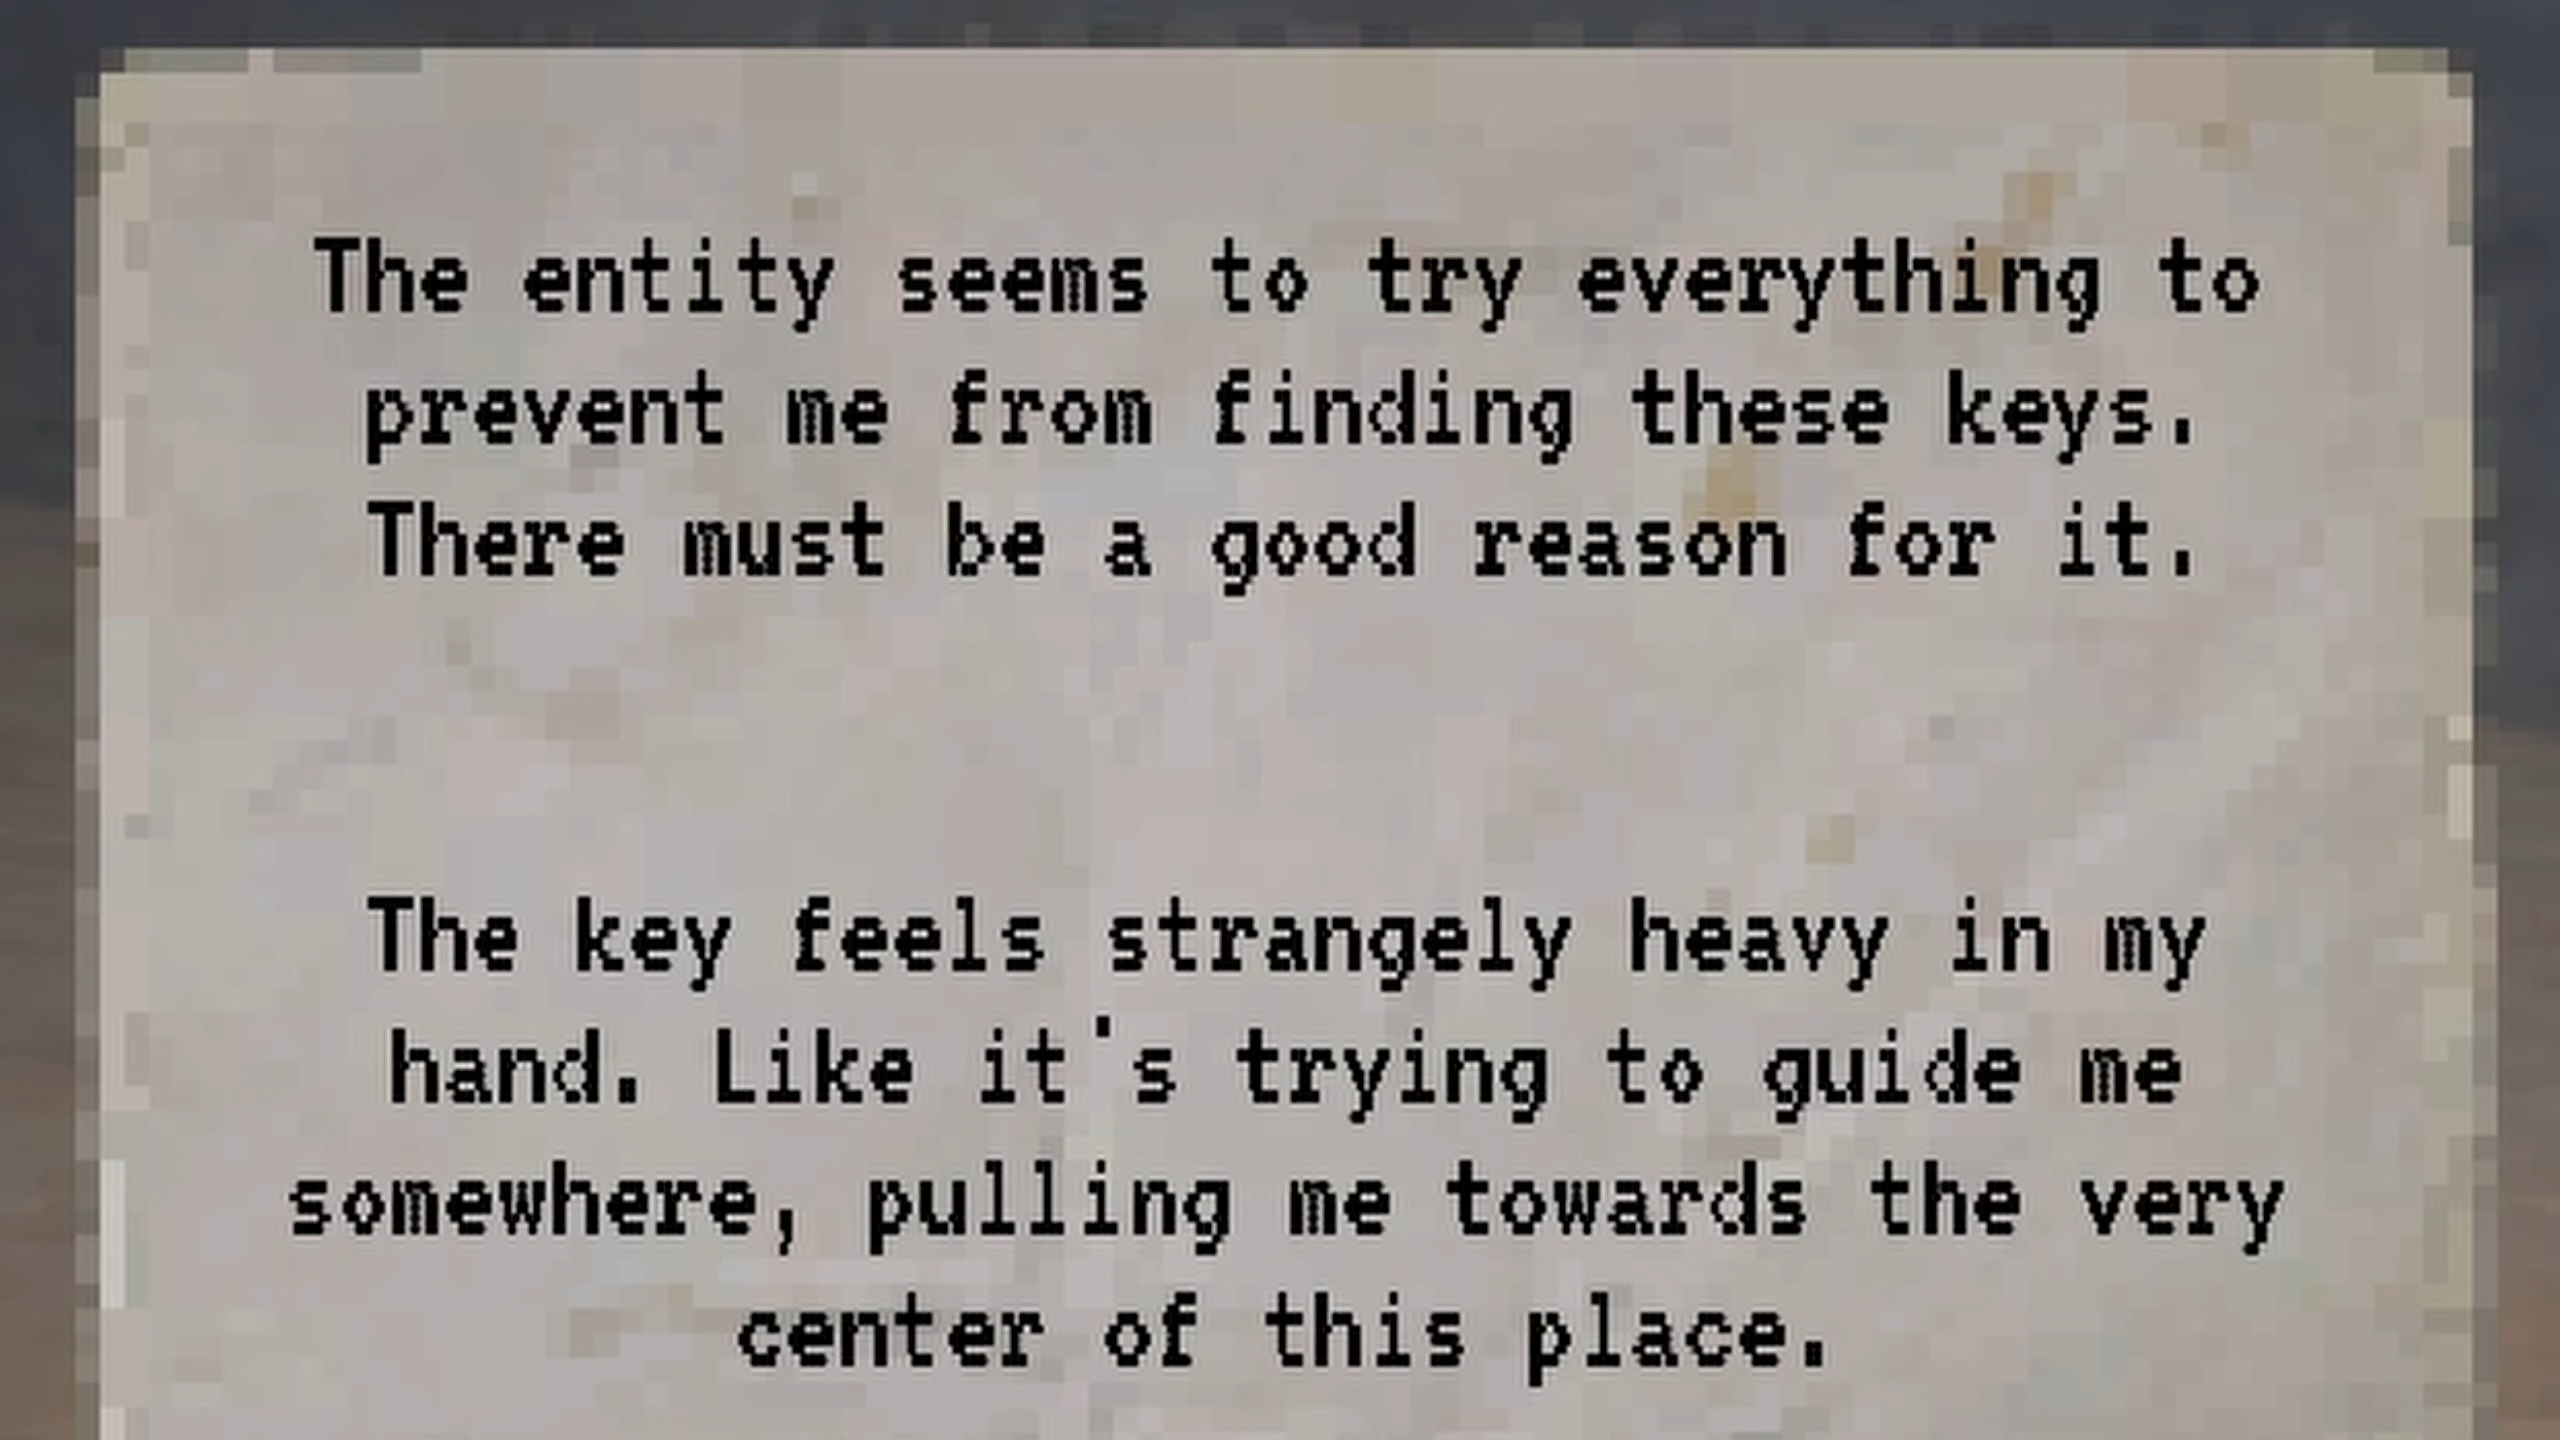 The entity seems to try everything to
prevent me from finding these keys.
There must be a good reason for it.
The key feels strangely heavy in my
hand. Like it's trying to guide me
somewhere, pulling me towards the very
center of this place.